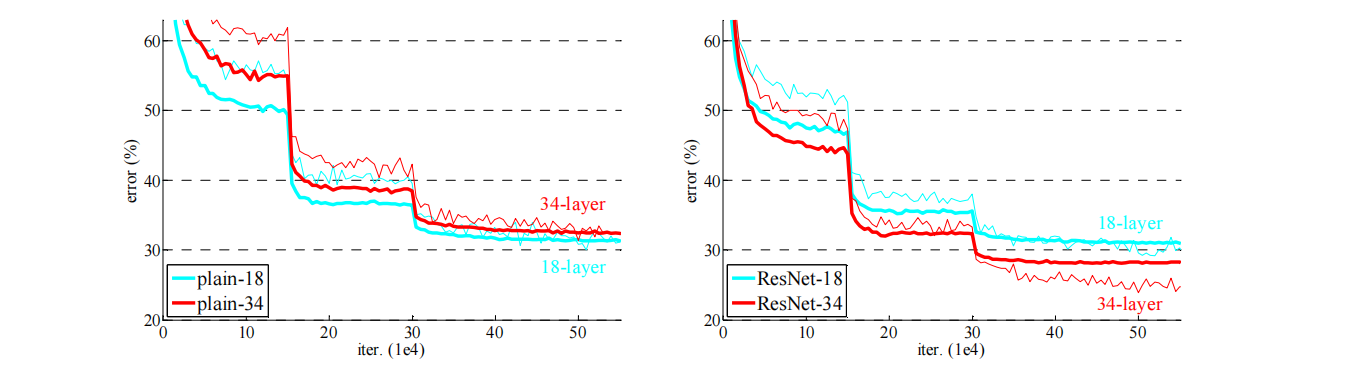 60
50
40
30
20
error (%)
34-layer
18-layer
plain-18
plain-34
0 10 20 30 40 50
iter. (1e4)
60
50
40
30
20
error (%)
18-layer
34-layer
ResNet-18
ResNet-34
0 10 20 30 40 50
iter. (1e4)